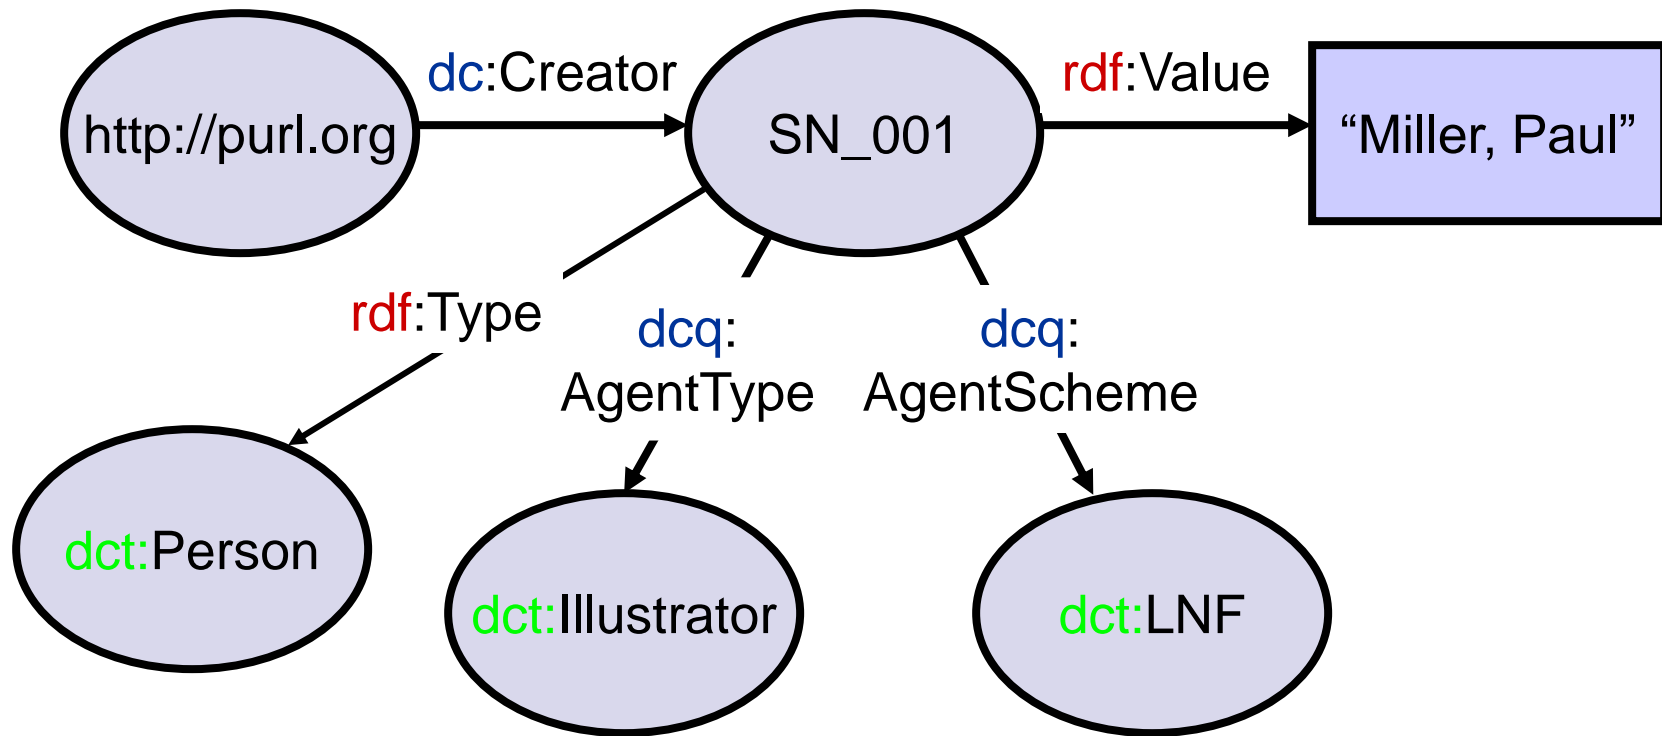 dc:Creator
rdf:Value
http://purl.org
SN_001
“Miller, Paul”
rdf:Type
dcq:
AgentType
dcq:
AgentScheme
dct:Person
dct:Illustrator
dct:LNF